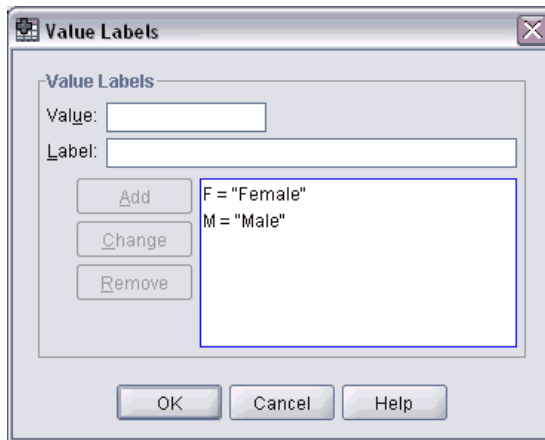 Value Labels
Value Labels
Value:
Label:
Add
Change
Remove
F = "Female"
M = "Male"
OK
Cancel
Help